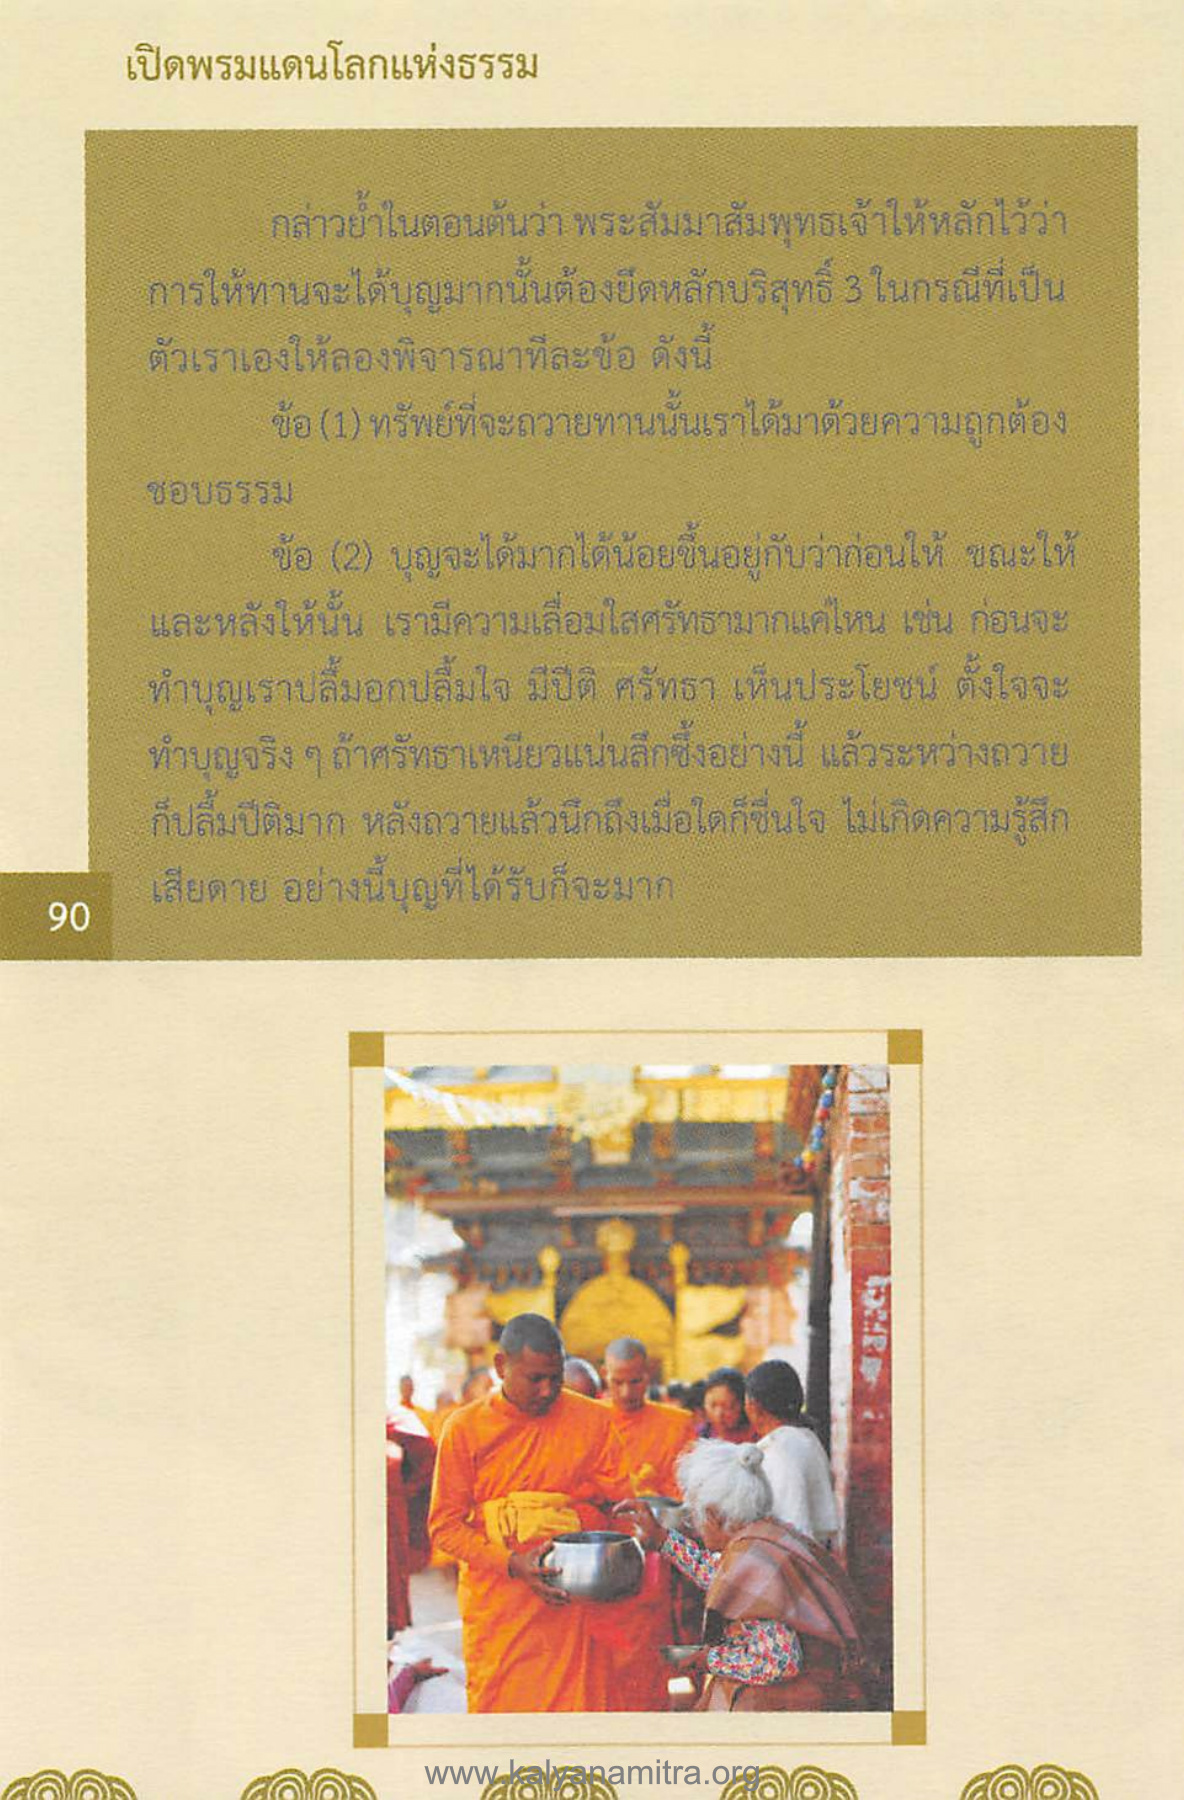 เปิดพรมแดนโลกแห่งธรรม
กล่าวย้ำในตอนต้นว่า พระสัมมาสัมพุทธเจ้าให้หลักไว้ว่า
การให้ทานจะได้บุญมากนั้นต้องยึดหลักบริสุทธิ์ 3 ในกรณีที่เป็น
ตัวเราเองให้ลองพิจารณาทีละข้อ ดังนี้
ข้อ (1) ทรัพย์ที่จะถวายทานนั้นเราได้มาด้วยความถูกต้อง
ชอบธรรม
ข้อ (2) บุญจะได้มากได้น้อยขึ้นอยู่กับว่าก่อนให้ ขณะให้
และหลังให้นั้น เรามีความเลื่อมใสศรัทธามากแค่ไหน เช่น ก่อนจะ
ทำบุญเราปลื้มอกปลื้มใจ มีปีติ ศรัทธา เห็นประโยชน์ ตั้งใจจะ
ทำบุญจริง ๆ ถ้าศรัทธาเหนียวแน่นลึกซึ้งอย่างนี้ แล้วระหว่างถวาย
ก็ปลื้มปีติมาก หลังถวายแล้วนึกถึงเมื่อใดก็ชื่นใจ ไม่เกิดความรู้สึก
เสียดาย อย่างนี้บุญที่ได้รับก็จะมาก
90
www.kalyanamitra.org